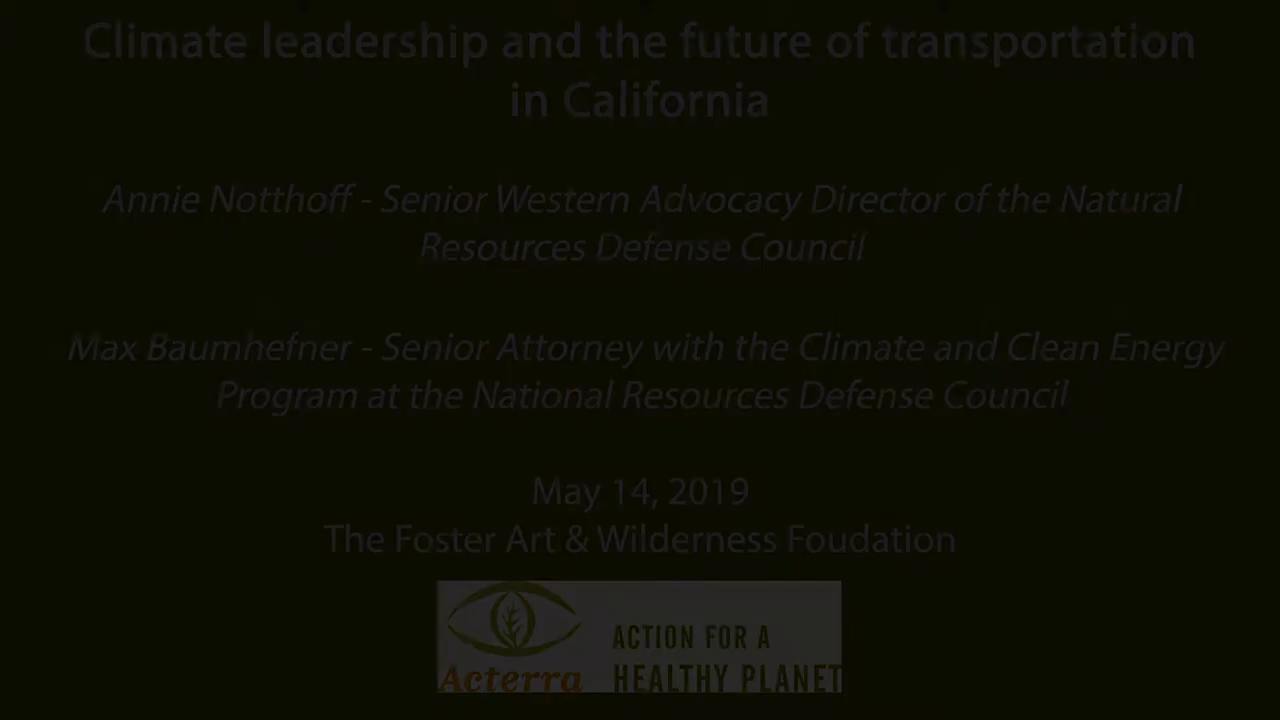 Climate leadership and the future of transportation
in California
Annie Notthoff - Senior Western Advocacy Director of the Natural
Resources Defense Council
Max Baumhefner - Senior Attorney with the Climate and Clean Energy
Program at the National Resources Defense Council
May 14, 2019
The Foster Art & Wilderness Foudation
Acterra
ACTION FOR A
HEALTHY PLANET